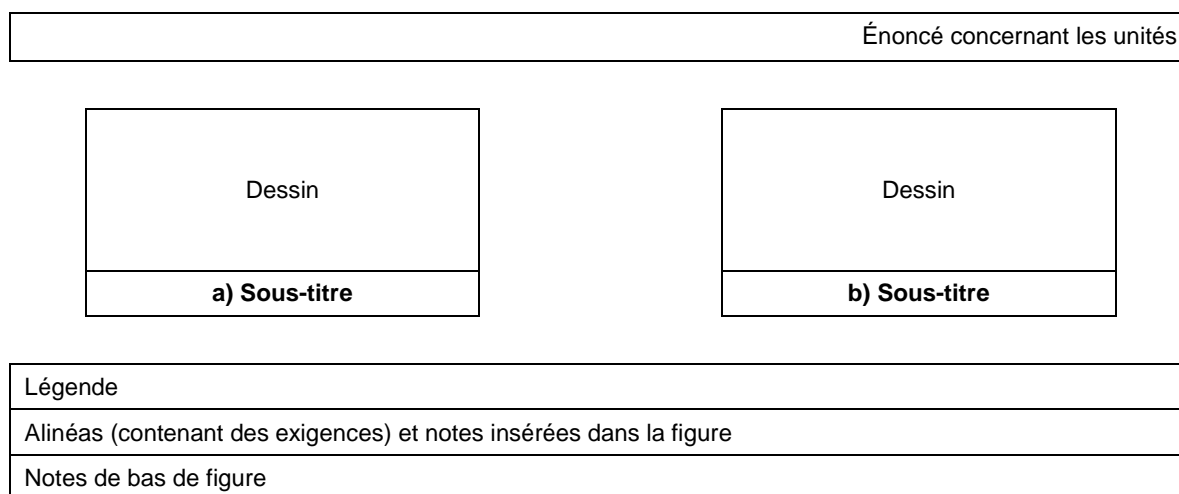 Énoncé concernant les unités
Dessin
Dessin
a) Sous-titre
b) Sous-titre
Légende
Alinéas (contenant des exigences) et notes insérées dans la figure
Notes de bas de figure